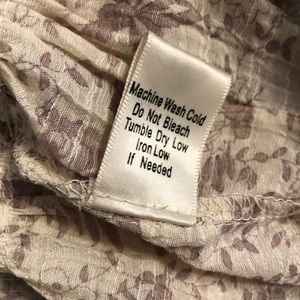 Machine Wash Cold
Do Not Bleach
Tumble Dry Low
Iron Low
If Needed